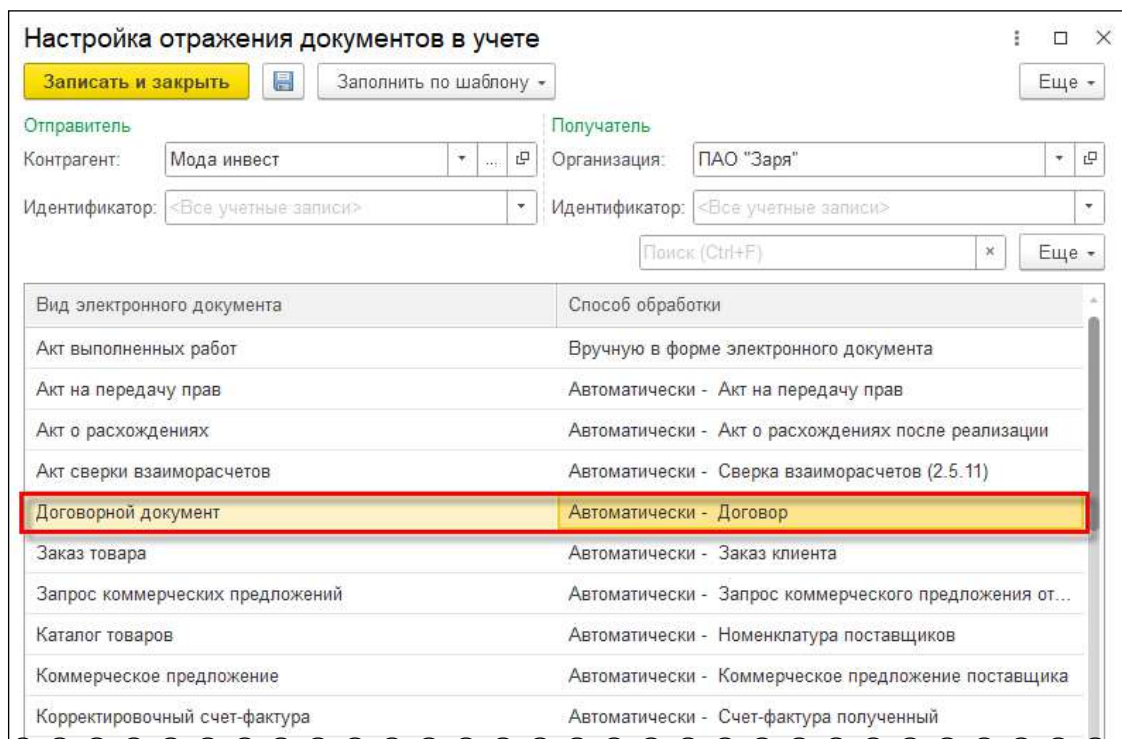 Настройка отражения документов в учете
Записать и закрыть Заполнить по шаблону Еще
Отправитель Получатель
Контрагент: Мода инвест ... Организация: ПАО "Заря"
Идентификатор: <Все учетные записи> Идентификатор: <Все учетные записи>
Поиск (Ctrl+F) × Еще
Вид электронного документа Способ обработки
Акт выполненных работ Вручную в форме электронного документа
Акт на передачу прав Автоматически - Акт на передачу прав
Акт о расхождениях Автоматически - Акт о расхождениях после реализации
Акт сверки взаиморасчетов Автоматически - Сверка взаиморасчетов (2.5.11)
Договорной документ Автоматически - Договор
Заказ товара Автоматически - Заказ клиента
Запрос коммерческих предложений Автоматически - Запрос коммерческого предложения от...
Каталог товаров Автоматически - Номенклатура поставщиков
Коммерческое предложение Автоматически - Коммерческое предложение поставщика
Корректировочный счет-фактура Автоматически - Счет-фактура полученный